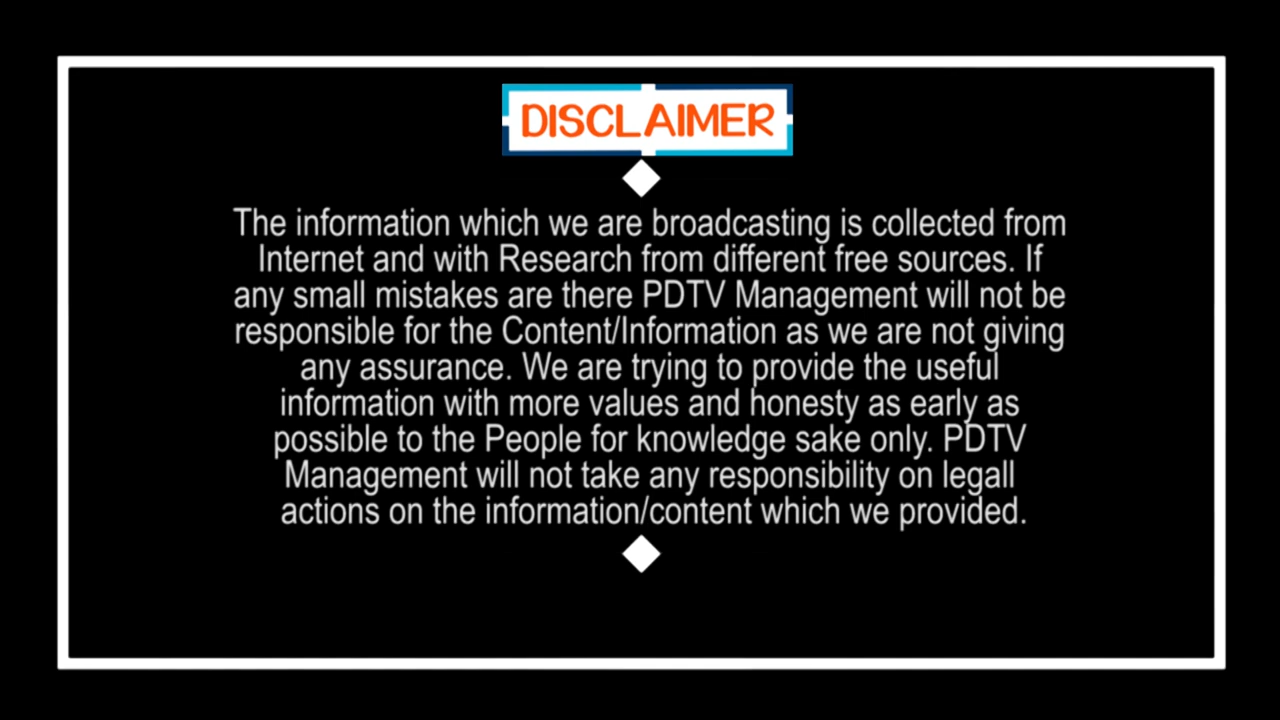 DISCLAIMER
The information which we are broadcasting is collected from
Internet and with Research from different free sources. If
any small mistakes are there PDTV Management will not be
responsible for the Content/Information as we are not giving
any assurance. We are trying to provide the useful
information with more values and honesty as early as
possible to the People for knowledge sake only. PDTV
Management will not take any responsibility on legall
actions on the information/content which we provided.